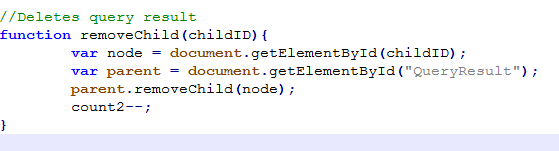 //Deletes query result
function removeChild(childID){
        var node = document.getElementById(childID);
        var parent = document.getElementById("QueryResult");
        parent.removeChild(node);
        count2--;
}